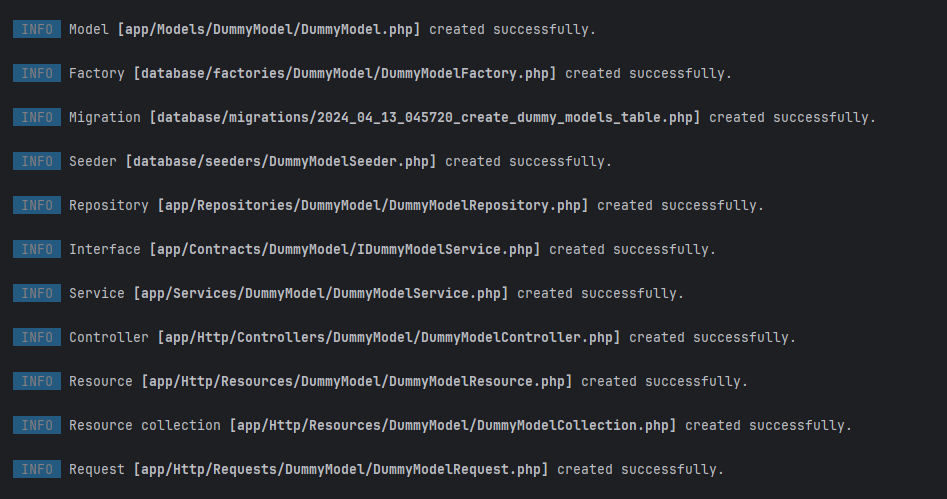 INFO Model [app/Models/DummyModel/DummyModel.php] created successfully.
INFO Factory [database/factories/DummyModel/DummyModelFactory.php] created successfully.
INFO Migration [database/migrations/2024_04_13_045720_create_dummy_models_table.php] created successfully.
INFO Seeder [database/seeders/DummyModelSeeder.php] created successfully.
INFO Repository [app/Repositories/DummyModel/DummyModelRepository.php] created successfully.
INFO Interface [app/Contracts/DummyModel/IDummyModelService.php] created successfully.
INFO Service [app/Services/DummyModel/DummyModelService.php] created successfully.
INFO Controller [app/Http/Controllers/DummyModel/DummyModelController.php] created successfully.
INFO Resource [app/Http/Resources/DummyModel/DummyModelResource.php] created successfully.
INFO Resource collection [app/Http/Resources/DummyModel/DummyModelCollection.php] created successfully.
INFO Request [app/Http/Requests/DummyModel/DummyModelRequest.php] created successfully.